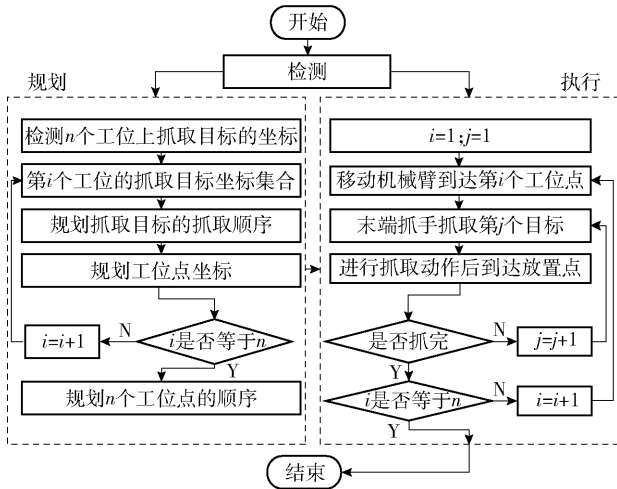 开始
检测
规划
检测n个工位上抓取目标的坐标
第i个工位的抓取目标坐标集合
规划抓取目标的抓取顺序
规划工位点坐标
i是否等于n
N
i=i+1
Y
规划n个工位点的顺序
执行
i=1;j=1
移动机械臂到达第i个工位点
末端抓手抓取第j个目标
进行抓取动作后到达放置点
是否抓完
N
j=j+1
Y
i是否等于n
N
i=i+1
Y
结束